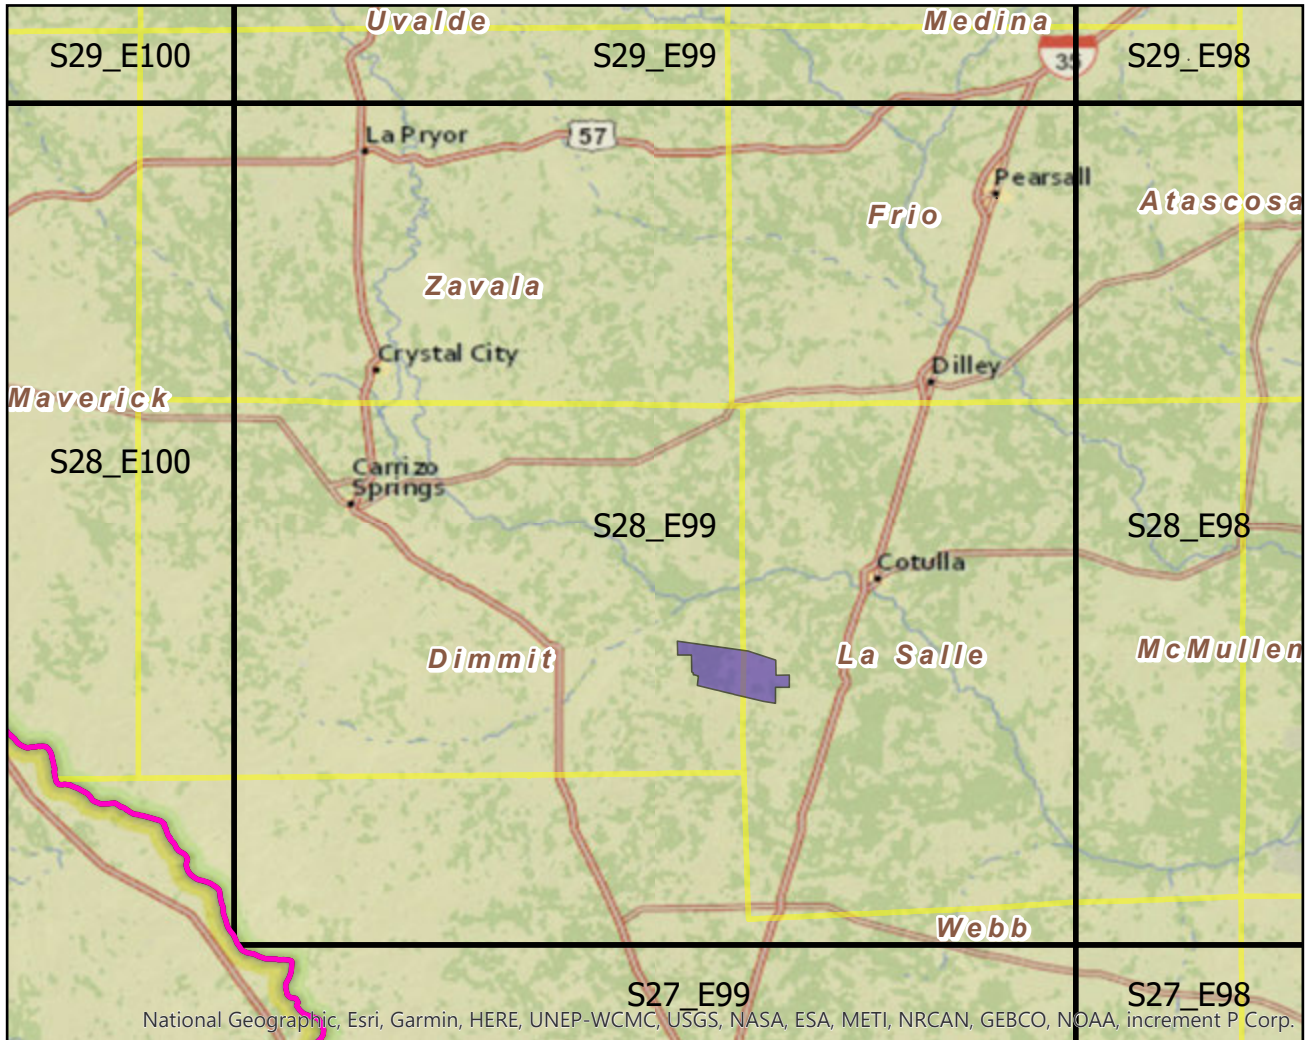 Uvalde
Medina
S29_E100
S29_E99
35
S29_E98
La Pryor
57
Pearsall
Frio
Atascosa
Zavala
Crystal City
Dilley
Maverick
S28_E100
Carrizo
Springs
S28_E99
S28_E98
Cotulla
Dimmit
La Salle
McMullen
Webb
S27_E99
S27_E98
National Geographic, Esri, Garmin, HERE, UNEP-WCMC, USGS, NASA, ESA, METI, NRCAN, GEBCO, NOAA, increment P Corp.